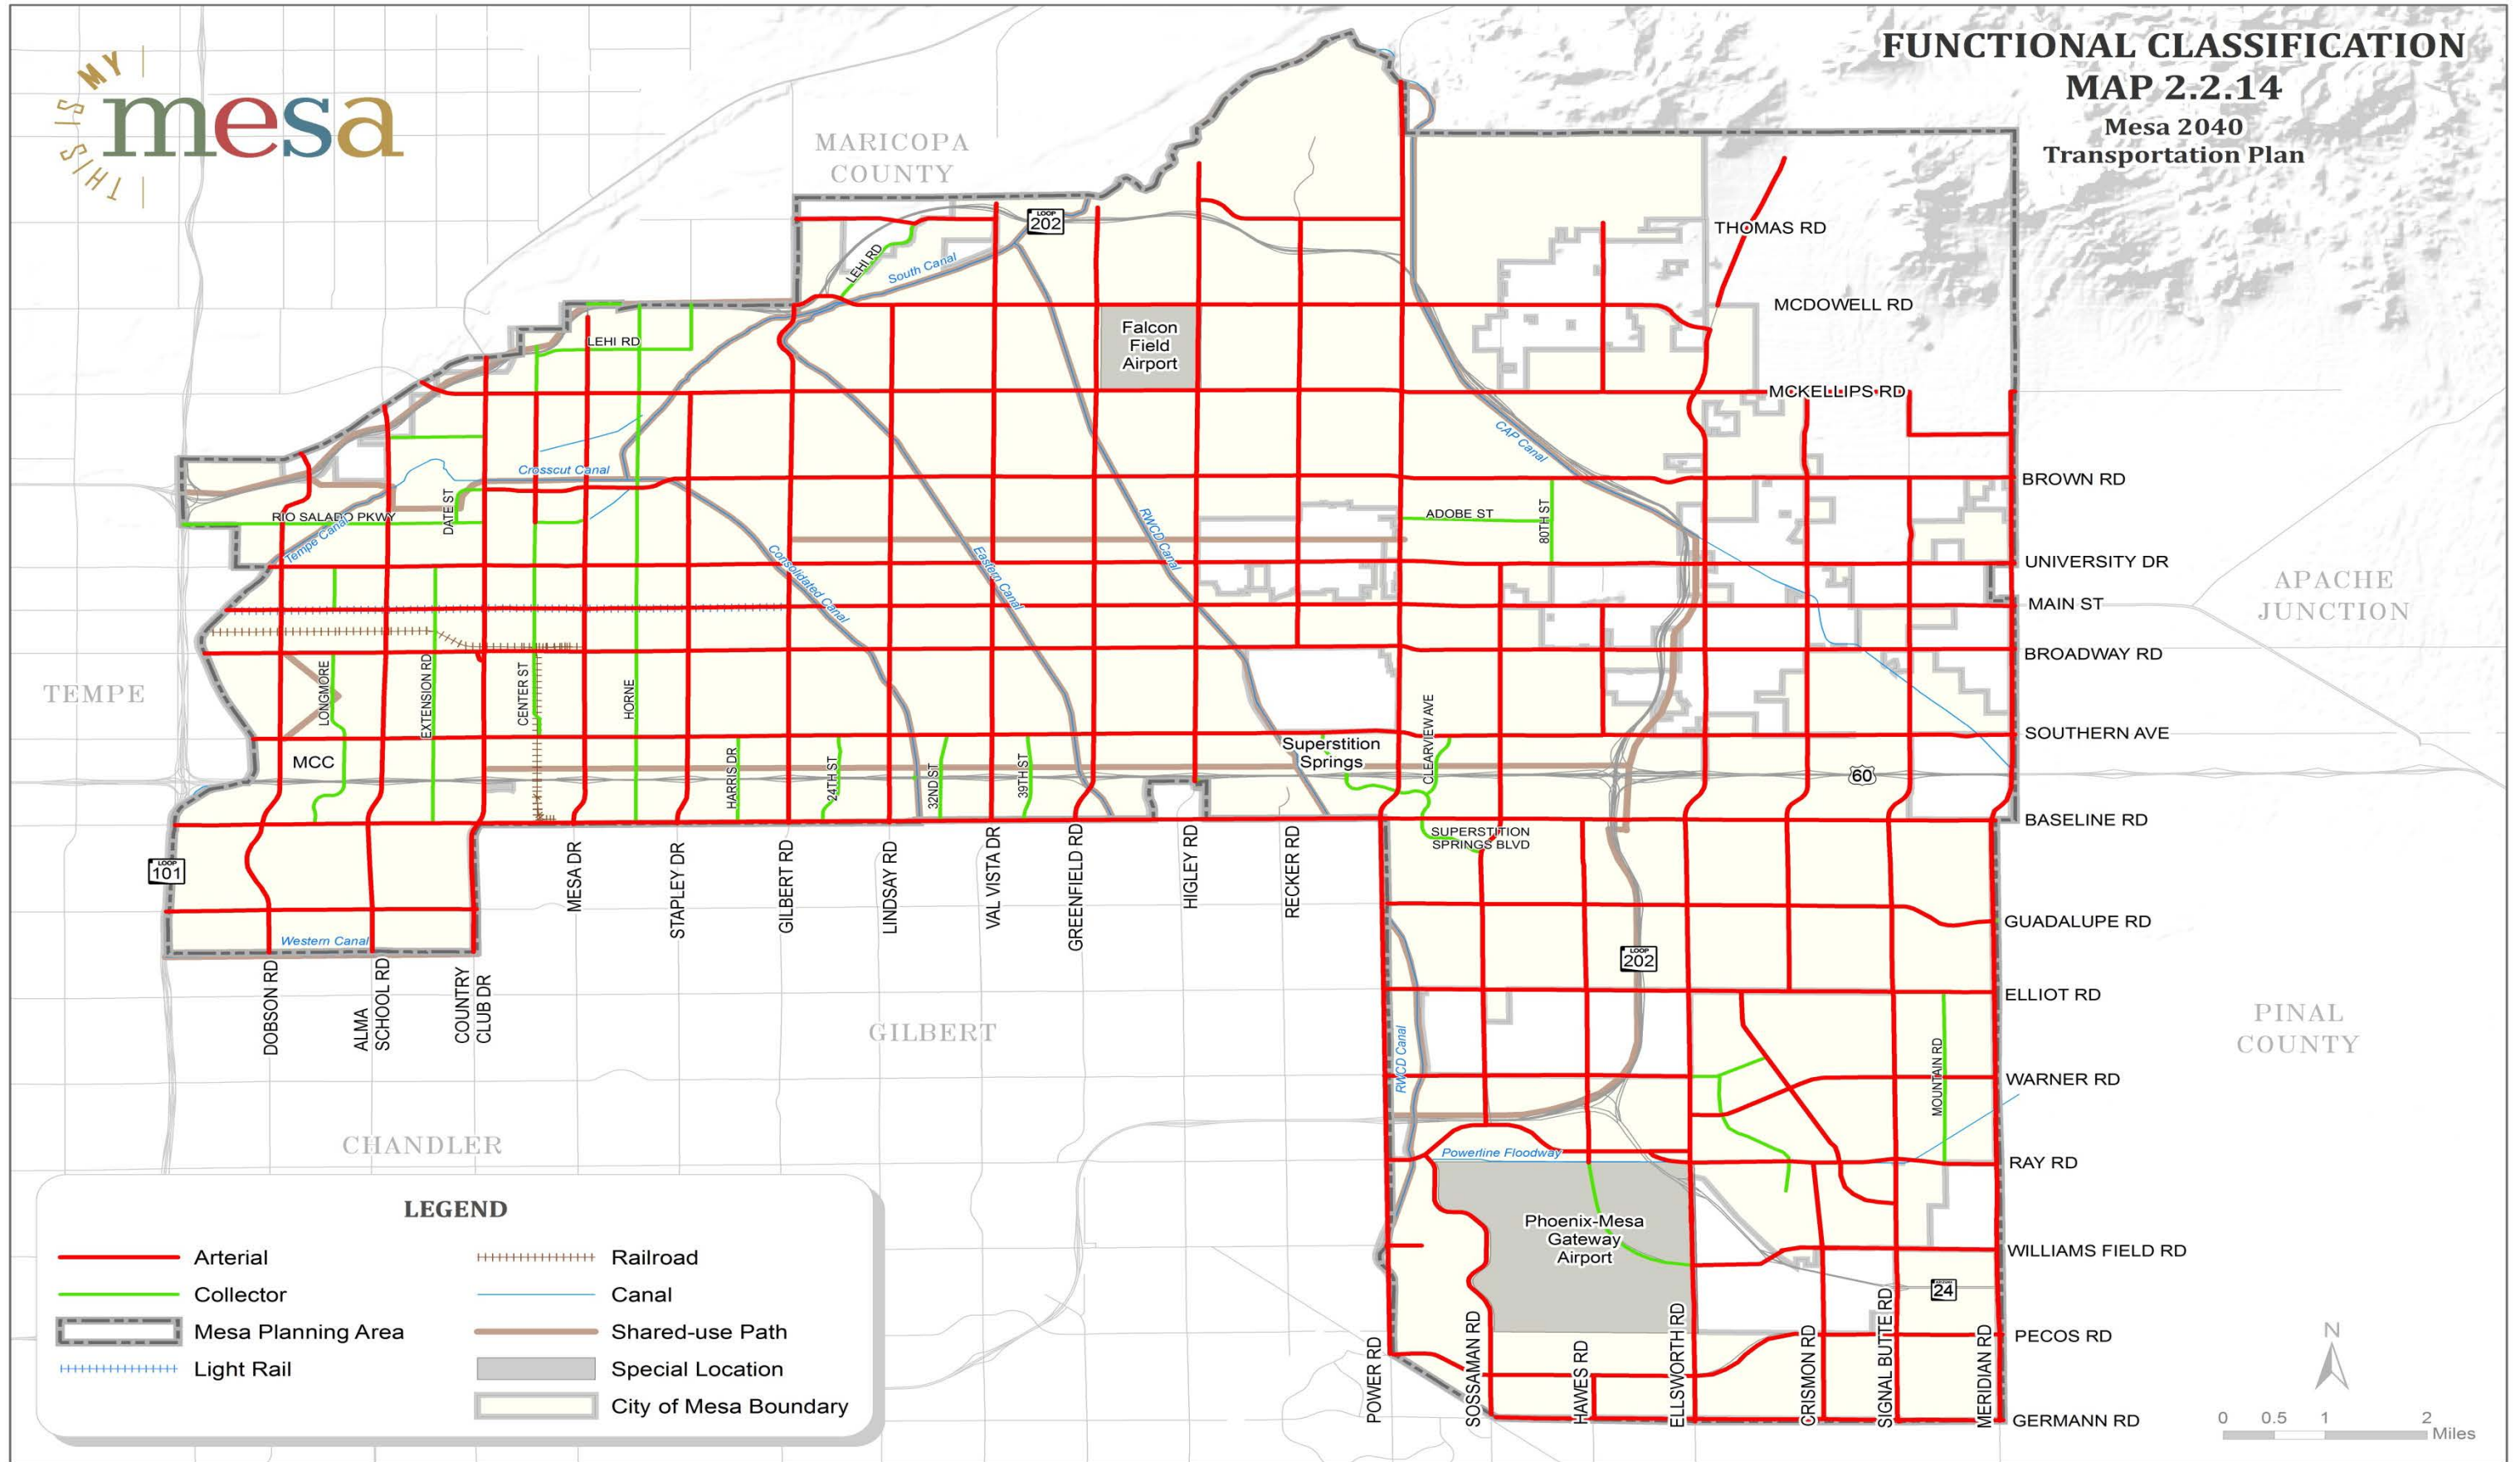 THIS IS MY
mesa
FUNCTIONAL CLASSIFICATION
MAP 2.2.14
Mesa 2040
Transportation Plan
MARICOPA
COUNTY
LOOP
202
THOMAS RD
LEHI RD
South Canal
MCDOWELL RD
Falcon
Field
Airport
LEHI RD
MCKELLIPS RD
CAP Canal
Crosscut Canal
BROWN RD
DATE ST
RIO SALADO PKWY
Tempe Canal
ADOBE ST
80TH ST
RWCD Canal
Consolidated Canal
Eastern Canal
UNIVERSITY DR
APACHE
JUNCTION
MAIN ST
BROADWAY RD
TEMPE
LONGMORE
EXTENSION RD
CENTER ST
HORNE
CLEARVIEW AVE
SOUTHERN AVE
Superstition
Springs
MCC
HARRIS DR
24TH ST
32ND ST
39TH ST
60
BASELINE RD
SUPERSTITION
SPRINGS BLVD
LOOP
101
MESA DR
STAPLEY DR
GILBERT RD
LINDSAY RD
VAL VISTA DR
GREENFIELD RD
HIGLEY RD
RECKER RD
GUADALUPE RD
Western Canal
LOOP
202
DOBSON RD
ALMA
SCHOOL RD
COUNTRY
CLUB DR
ELLIOT RD
GILBERT
PINAL
COUNTY
RWCD Canal
MOUNTAIN RD
WARNER RD
CHANDLER
Powerline Floodway
RAY RD
Phoenix-Mesa
Gateway
Airport
WILLIAMS FIELD RD
24
PECOS RD
POWER RD
SOSSAMAN RD
HAWES RD
ELLSWORTH RD
CRISMON RD
SIGNAL BUTTE RD
MERIDIAN RD
GERMANN RD
LEGEND
Arterial
Collector
Mesa Planning Area
Light Rail
Railroad
Canal
Shared-use Path
Special Location
City of Mesa Boundary
N
0 0.5 1 2
Miles